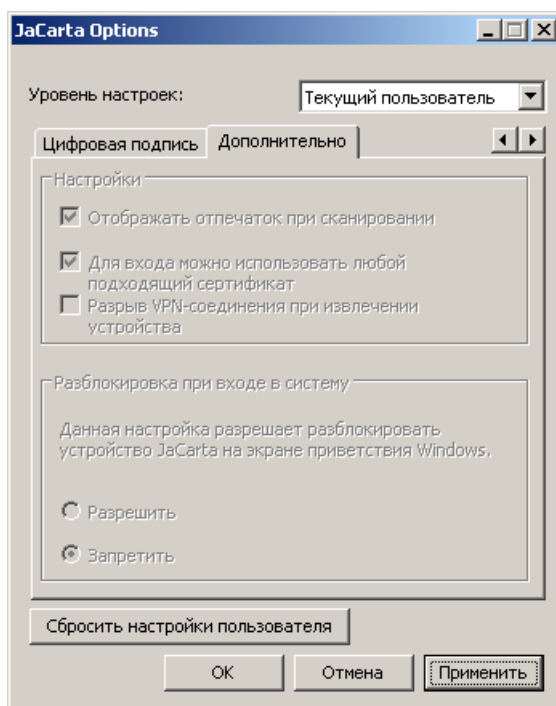 JaCarta Options
Уровень настроек:
Текущий пользователь
Цифровая подпись
Дополнительно
Настройки
Отображать отпечаток при сканировании
Для входа можно использовать любой
подходящий сертификат
Разрыв VPN-соединения при извлечении
устройства
Разблокировка при входе в систему
Данная настройка разрешает разблокировать
устройство JaCarta на экране приветствия Windows.
Разрешить
Запретить
Сбросить настройки пользователя
ОК
Отмена
Применить